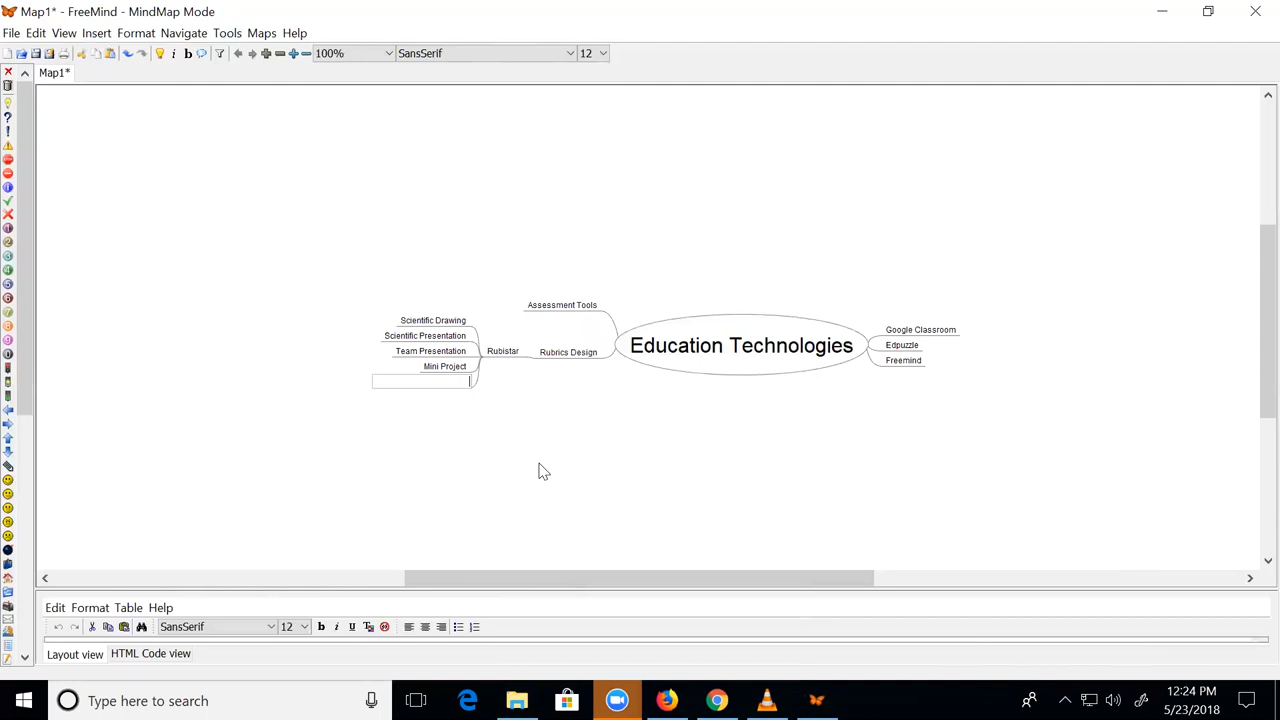 Map1* - FreeMind - MindMap Mode
File Edit View Insert Format Navigate Tools Maps Help
100% SansSerif 12
Map1*
Assessment Tools
Scientific Drawing
Scientific Presentation
Team Presentation
Mini Project
Rubistar
Rubrics Design
Education Technologies
Google Classroom
Edpuzzle
Freemind
Edit Format Table Help
SansSerif 12
Layout view HTML Code view
Type here to search
12:24 PM
5/23/2018